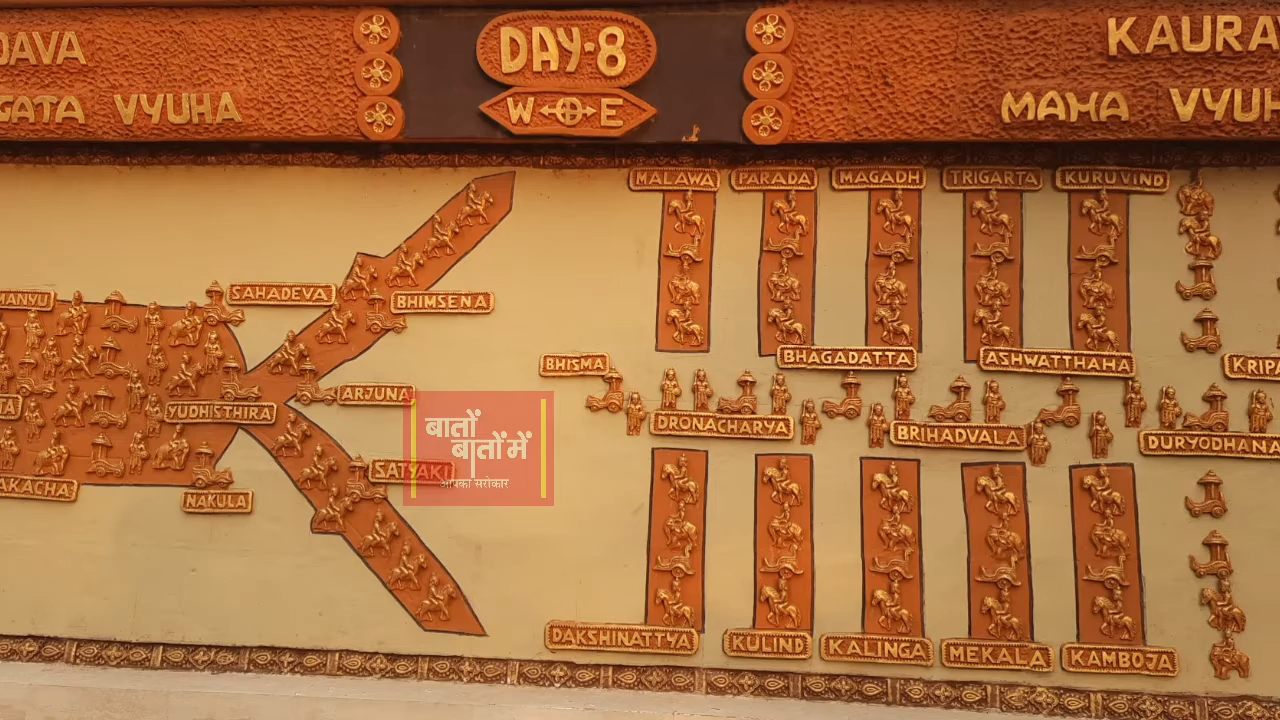 DAVA
GATA VYUHA
DAY-8
W E
KAURA
MAHA VYUH
MALAWA
PARADA
MAGADH
TRIGARTA
KURUVIND
MANYU
SAHADEVA
BHIMSENA
BHISMA
BHAGADATTA
ASHWATTHAHA
KRIPA
ARJUNA
TA
YUDHISTHIRA
DRONACHARYA
BRIHADVALA
DURYODHANA
SATYAKI
बातों
बातों में
आपका सरोकार
AKACHA
NAKULA
DAKSHINATTYA
KULIND
KALINGA
MEKALA
KAMBOJA